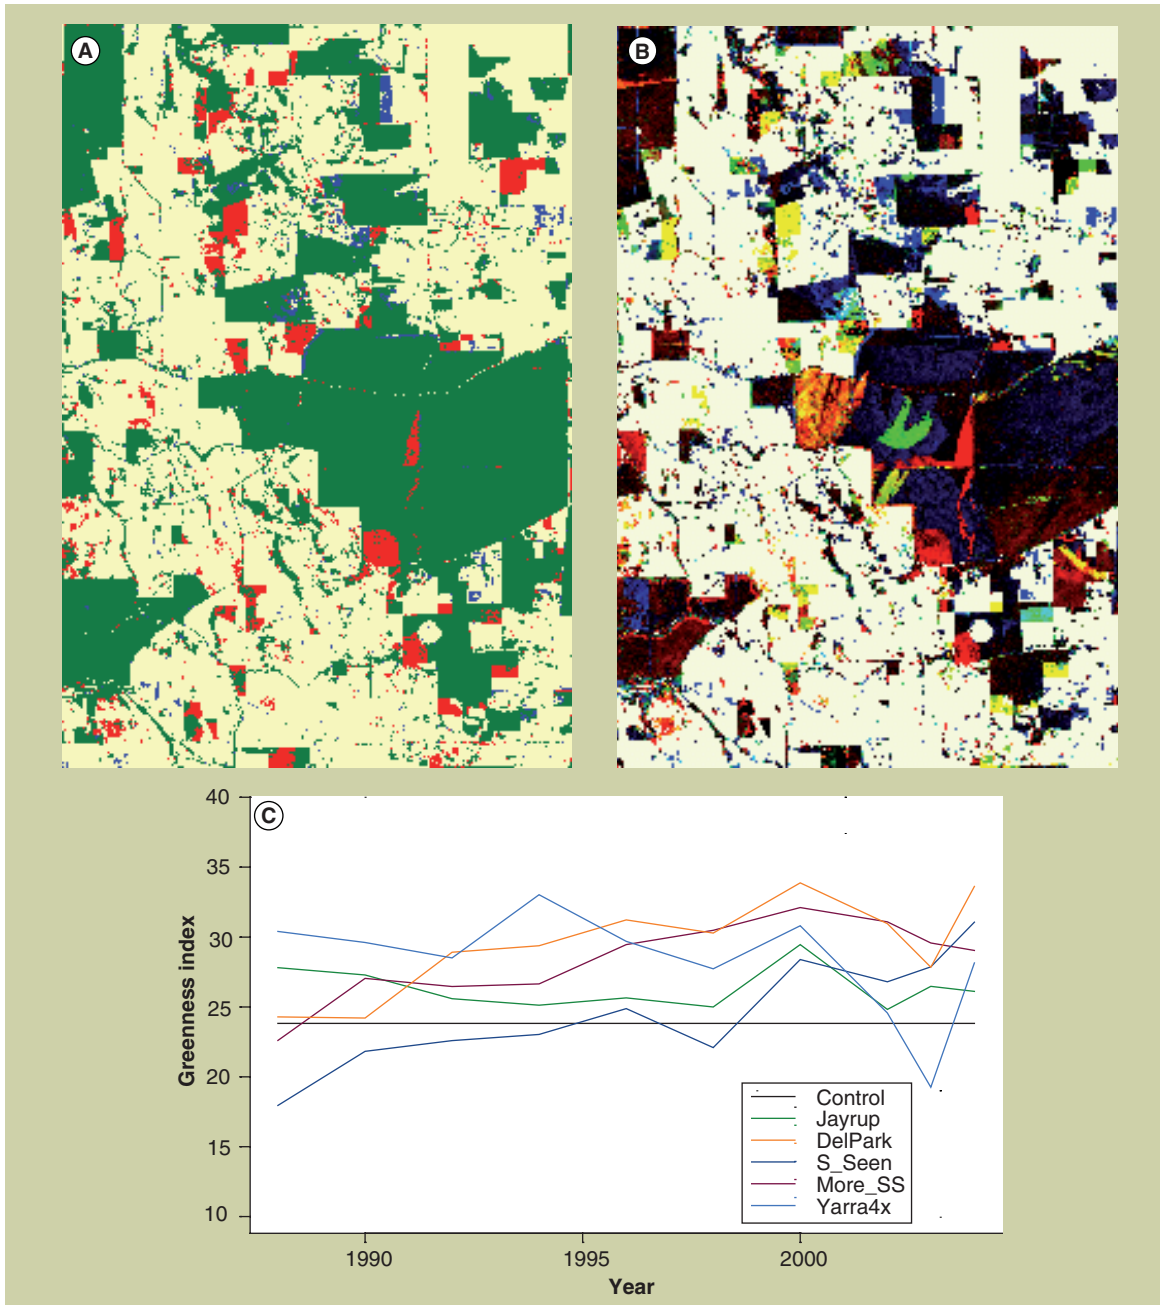 A
B
C
40
35
30
25
20
15
10
Greenness index
Control
Jayrup
DelPark
S_Seen
More_SS
Yarra4x
1990
1995
2000
Year